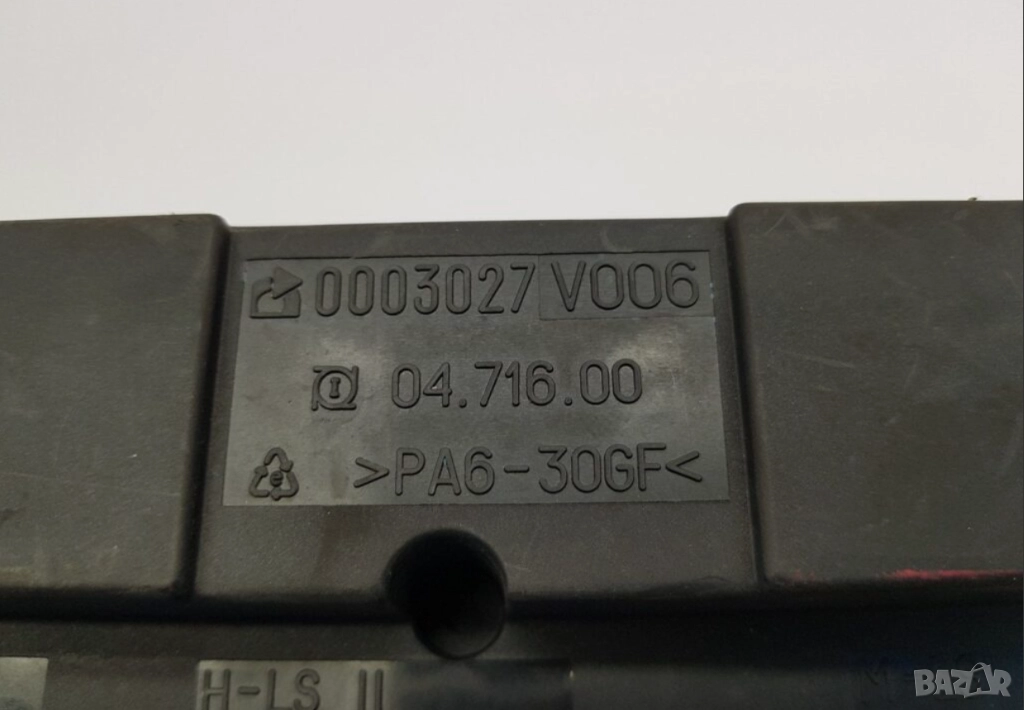 0003027 V006
04.716.00
>PA6-30GF<
H-LS II
BAZAR